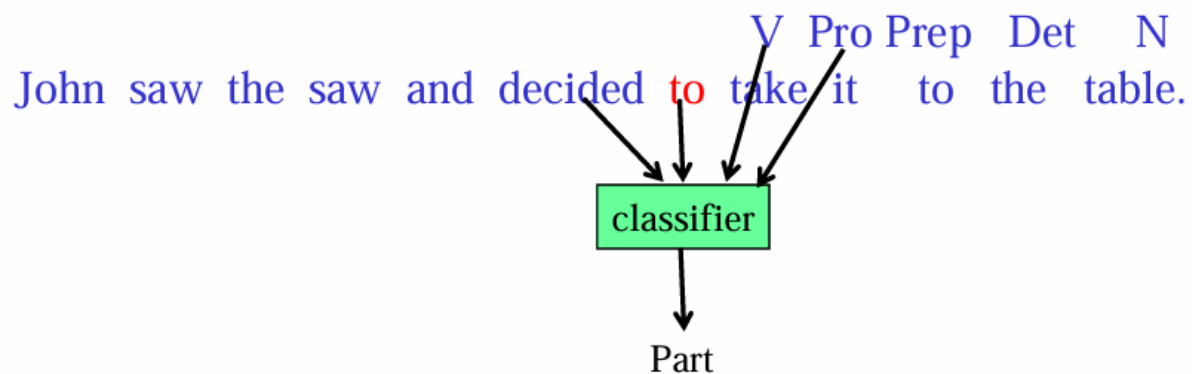 V Pro Prep Det N
John saw the saw and decided to take it to the table.
classifier
Part